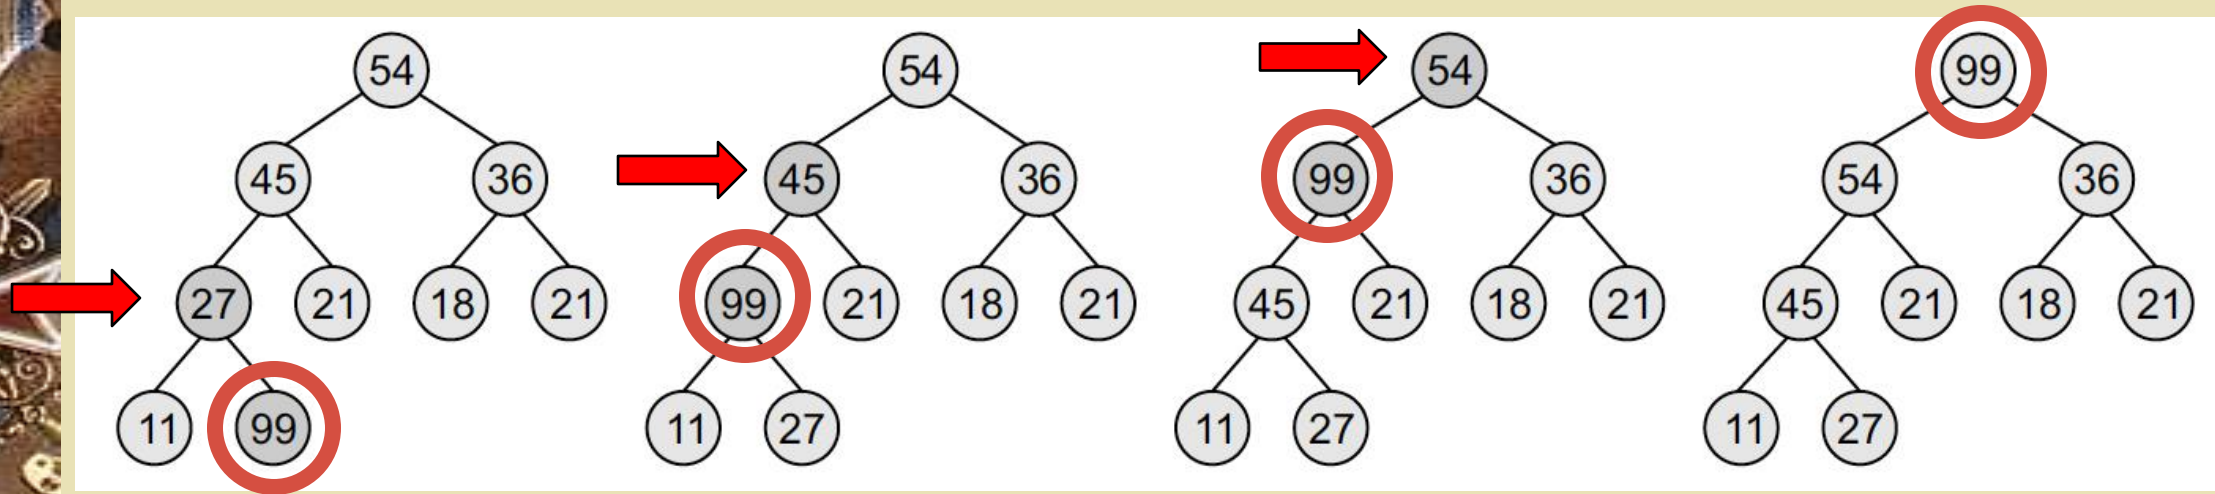 54 54 54 99
45 36 45 36 99 36 54 36
27 21 18 21 99 21 18 21 45 21 18 21 45 21 18 21
11 99 11 27 11 27 11 27